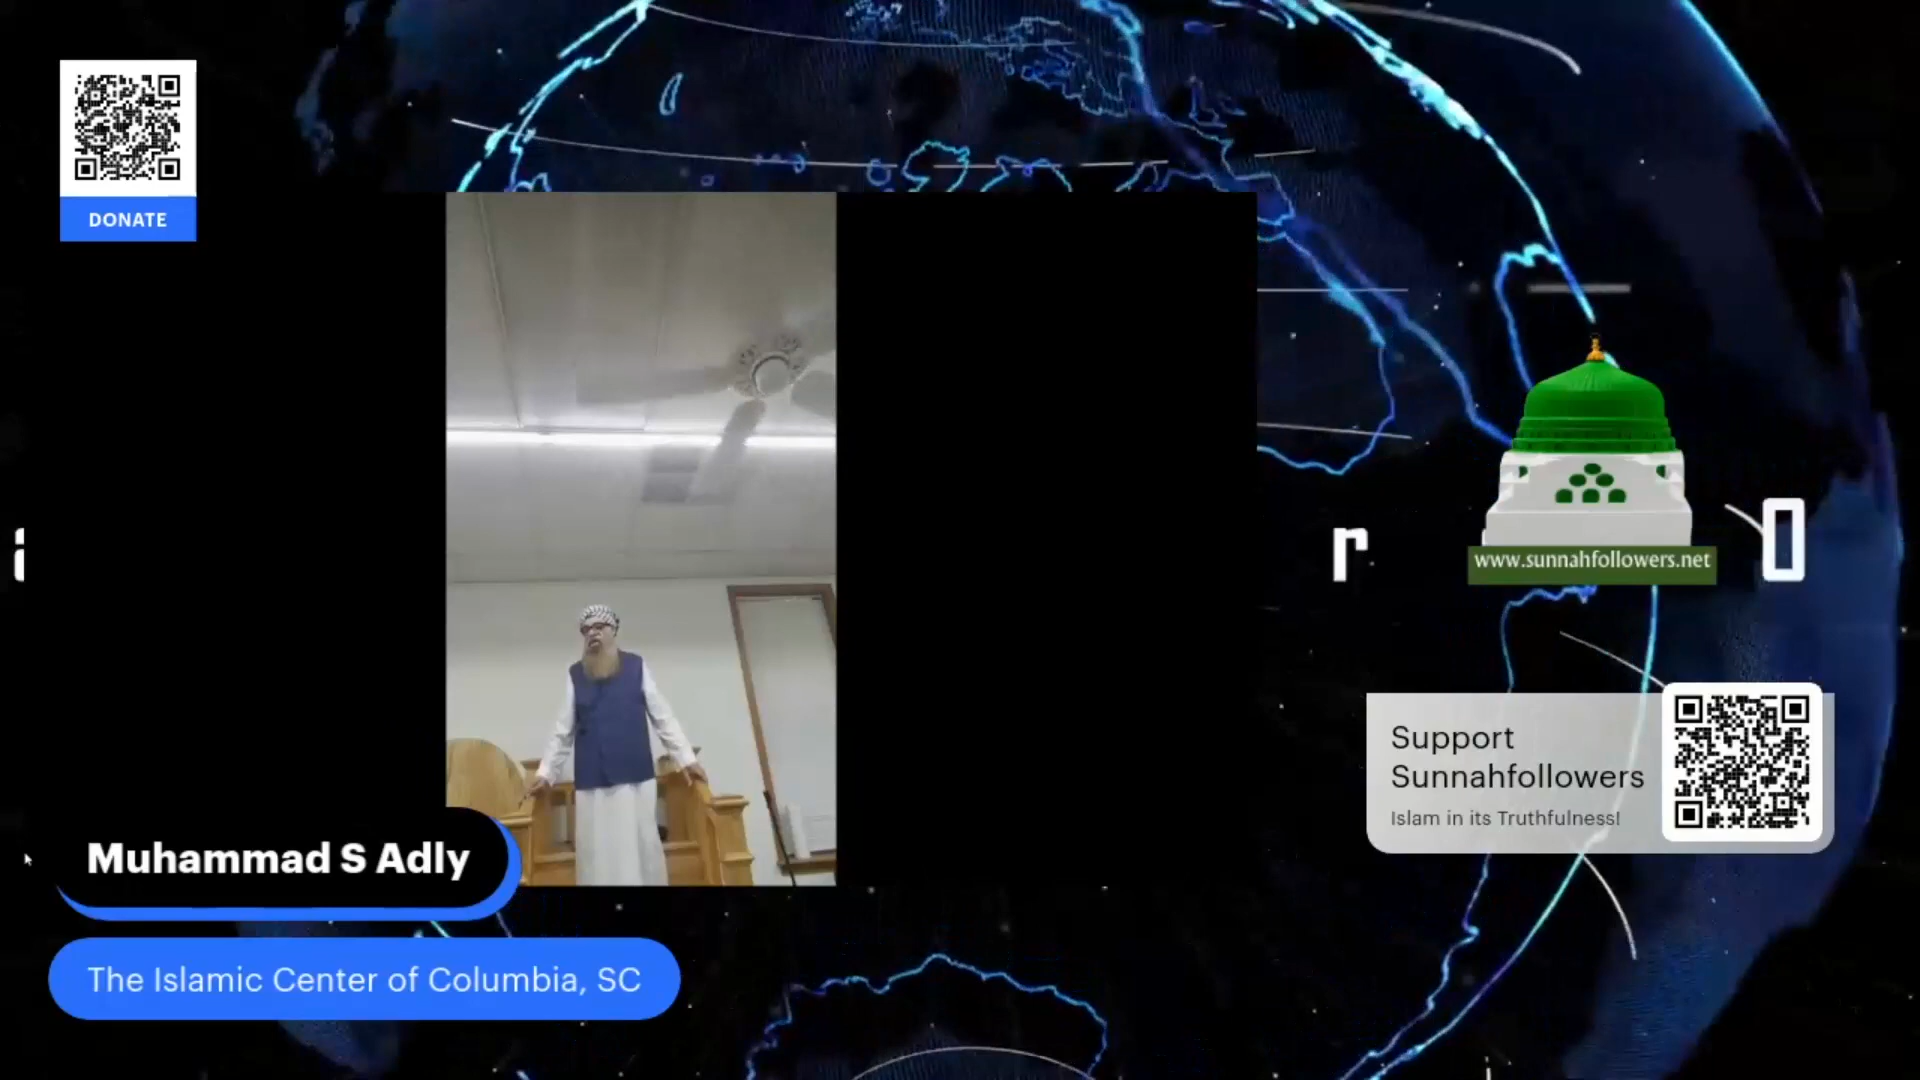 DONATE
www.sunnahfollowers.net
Support
Sunnahfollowers
Islam in its Truthfulness!
Muhammad S Adly
The Islamic Center of Columbia, SC